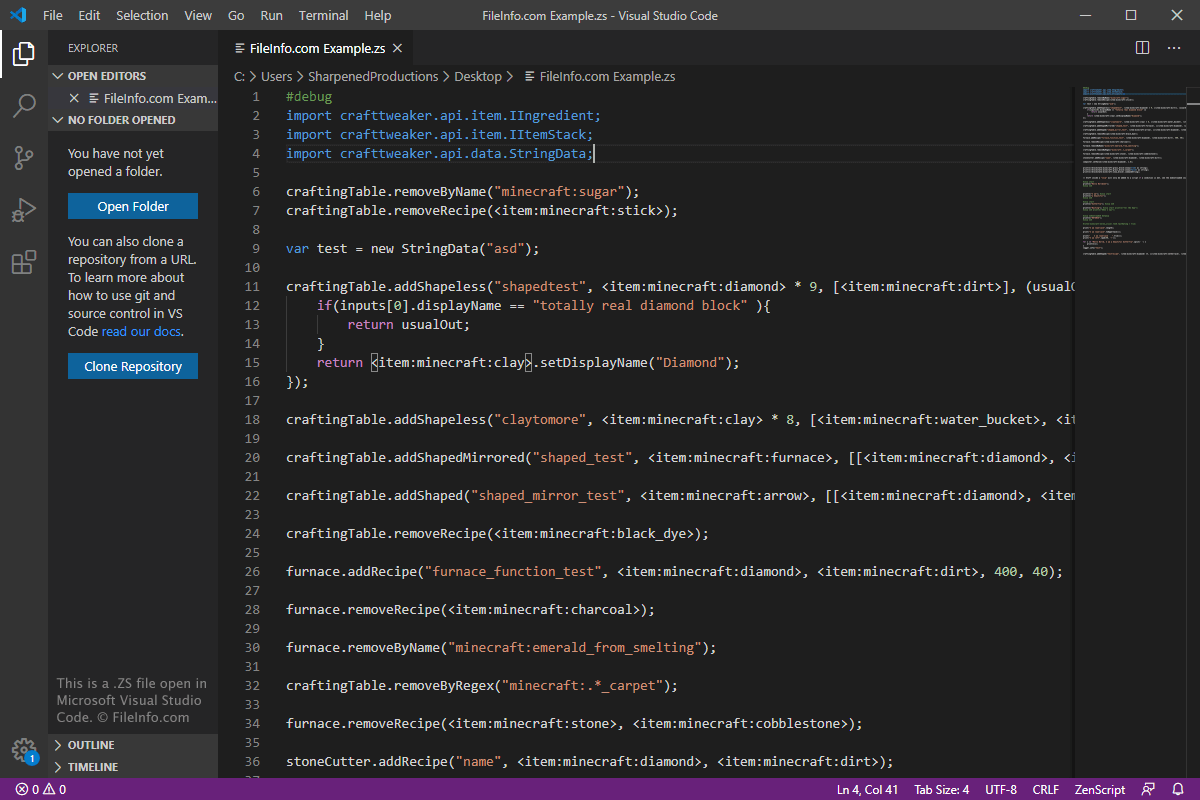 File Edit Selection View Go Run Terminal Help FileInfo.com Example.zs - Visual Studio Code
EXPLORER
OPEN EDITORS
FileInfo.com Exam...
NO FOLDER OPENED
You have not yet
opened a folder.
Open Folder
You can also clone a
repository from a URL.
To learn more about
how to use git and
source control in VS
Code read our docs.
Clone Repository
This is a .ZS file open in
Microsoft Visual Studio
Code. © FileInfo.com
OUTLINE
TIMELINE
1
FileInfo.com Example.zs
C: > Users > SharpenedProductions > Desktop > FileInfo.com Example.zs
1 #debug
2 import crafttweaker.api.item.IIngredient;
3 import crafttweaker.api.item.IItemStack;
4 import crafttweaker.api.data.StringData;
5
6 craftingTable.removeByName("minecraft:sugar");
7 craftingTable.removeRecipe(<item:minecraft:stick>);
8
9 var test = new StringData("asd");
10
11 craftingTable.addShapeless("shapedtest", <item:minecraft:diamond> * 9, [<item:minecraft:dirt>], (usualO
12 if(inputs[0].displayName == "totally real diamond block" ){
13 return usualOut;
14 }
15 return <item:minecraft:clay>.setDisplayName("Diamond");
16 });
17
18 craftingTable.addShapeless("claytomore", <item:minecraft:clay> * 8, [<item:minecraft:water_bucket>, <it
19
20 craftingTable.addShapedMirrored("shaped_test", <item:minecraft:furnace>, [[<item:minecraft:diamond>, <i
21
22 craftingTable.addShaped("shaped_mirror_test", <item:minecraft:arrow>, [[<item:minecraft:diamond>, <item
23
24 craftingTable.removeRecipe(<item:minecraft:black_dye>);
25
26 furnace.addRecipe("furnace_function_test", <item:minecraft:diamond>, <item:minecraft:dirt>, 400, 40);
27
28 furnace.removeRecipe(<item:minecraft:charcoal>);
29
30 furnace.removeByName("minecraft:emerald_from_smelting");
31
32 craftingTable.removeByRegex("minecraft:.*_carpet");
33
34 furnace.removeRecipe(<item:minecraft:stone>, <item:minecraft:cobblestone>);
35
36 stoneCutter.addRecipe("name", <item:minecraft:diamond>, <item:minecraft:dirt>);
0 0 Ln 4, Col 41 Tab Size: 4 UTF-8 CRLF ZenScript